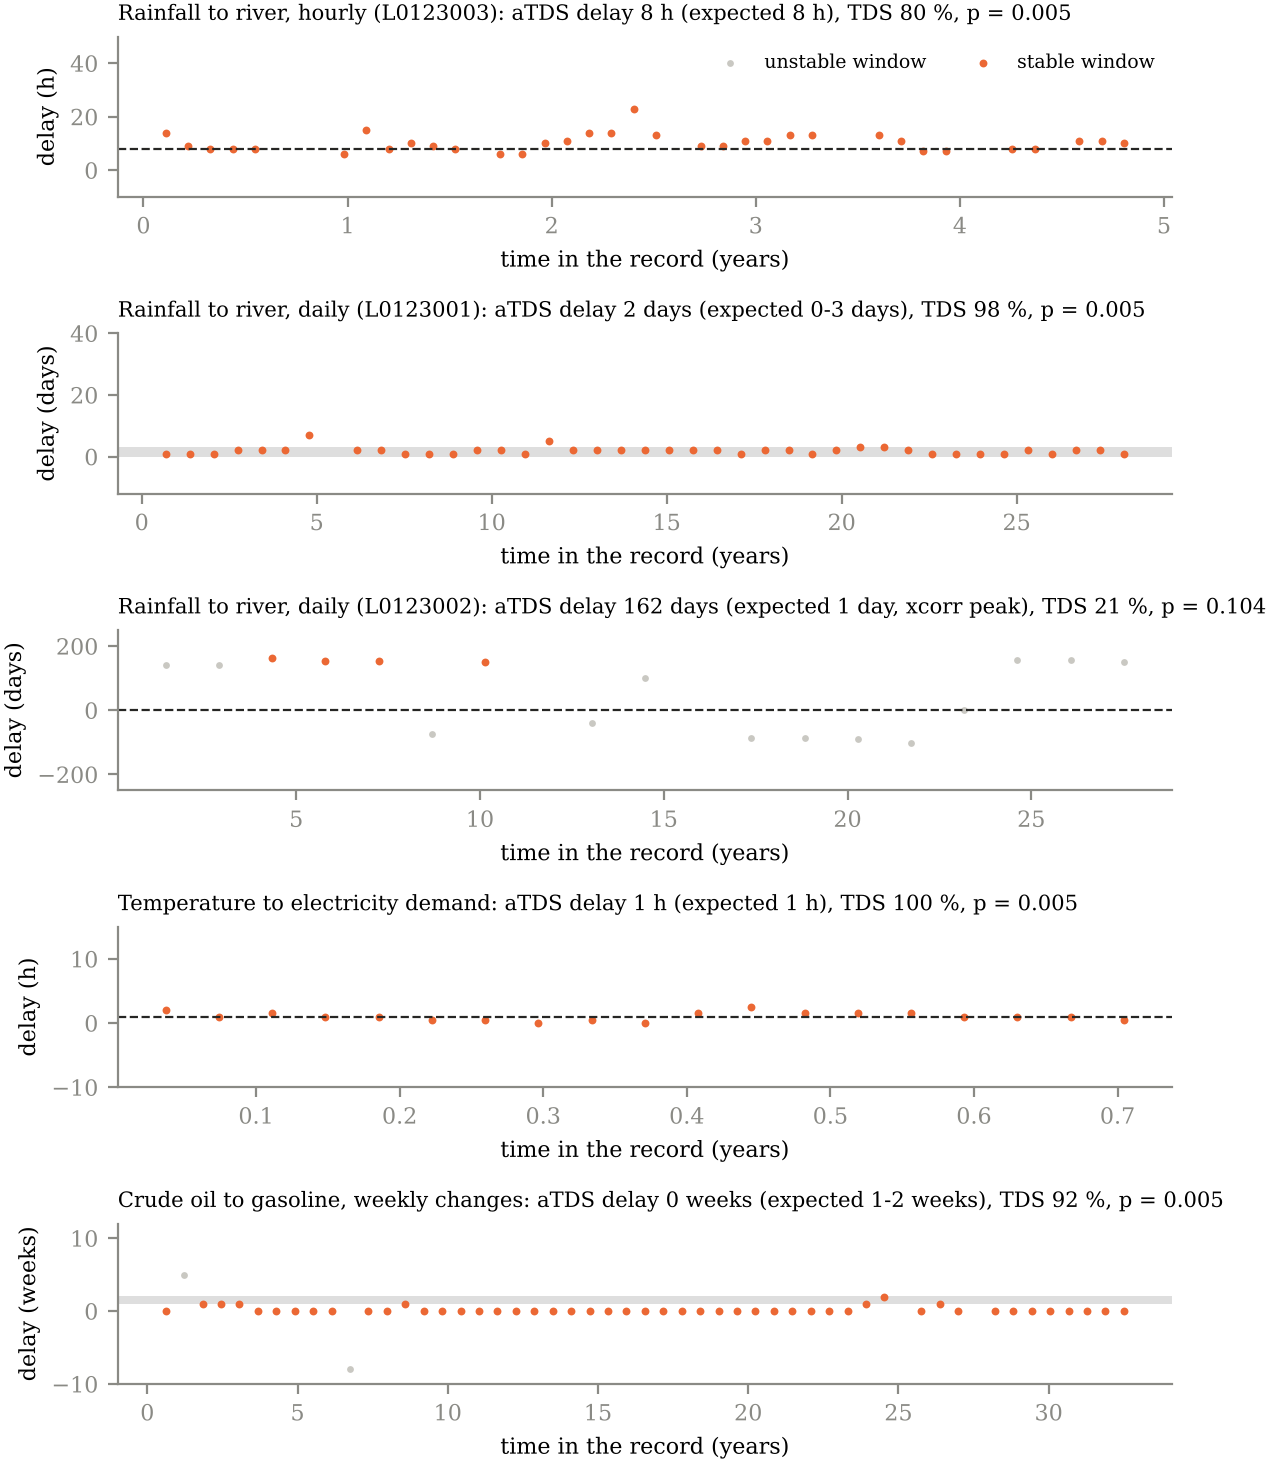 Rainfall to river, hourly (L0123003): aTDS delay 8 h (expected 8 h), TDS 80 %, p = 0.005
unstable window
stable window
delay (h)
40
20
0
0 1 2 3 4 5
time in the record (years)
Rainfall to river, daily (L0123001): aTDS delay 2 days (expected 0-3 days), TDS 98 %, p = 0.005
delay (days)
40
20
0
0 5 10 15 20 25
time in the record (years)
Rainfall to river, daily (L0123002): aTDS delay 162 days (expected 1 day, xcorr peak), TDS 21 %, p = 0.104
delay (days)
200
0
−200
5 10 15 20 25
time in the record (years)
Temperature to electricity demand: aTDS delay 1 h (expected 1 h), TDS 100 %, p = 0.005
delay (h)
10
0
−10
0.1 0.2 0.3 0.4 0.5 0.6 0.7
time in the record (years)
Crude oil to gasoline, weekly changes: aTDS delay 0 weeks (expected 1-2 weeks), TDS 92 %, p = 0.005
delay (weeks)
10
0
−10
0 5 10 15 20 25 30
time in the record (years)